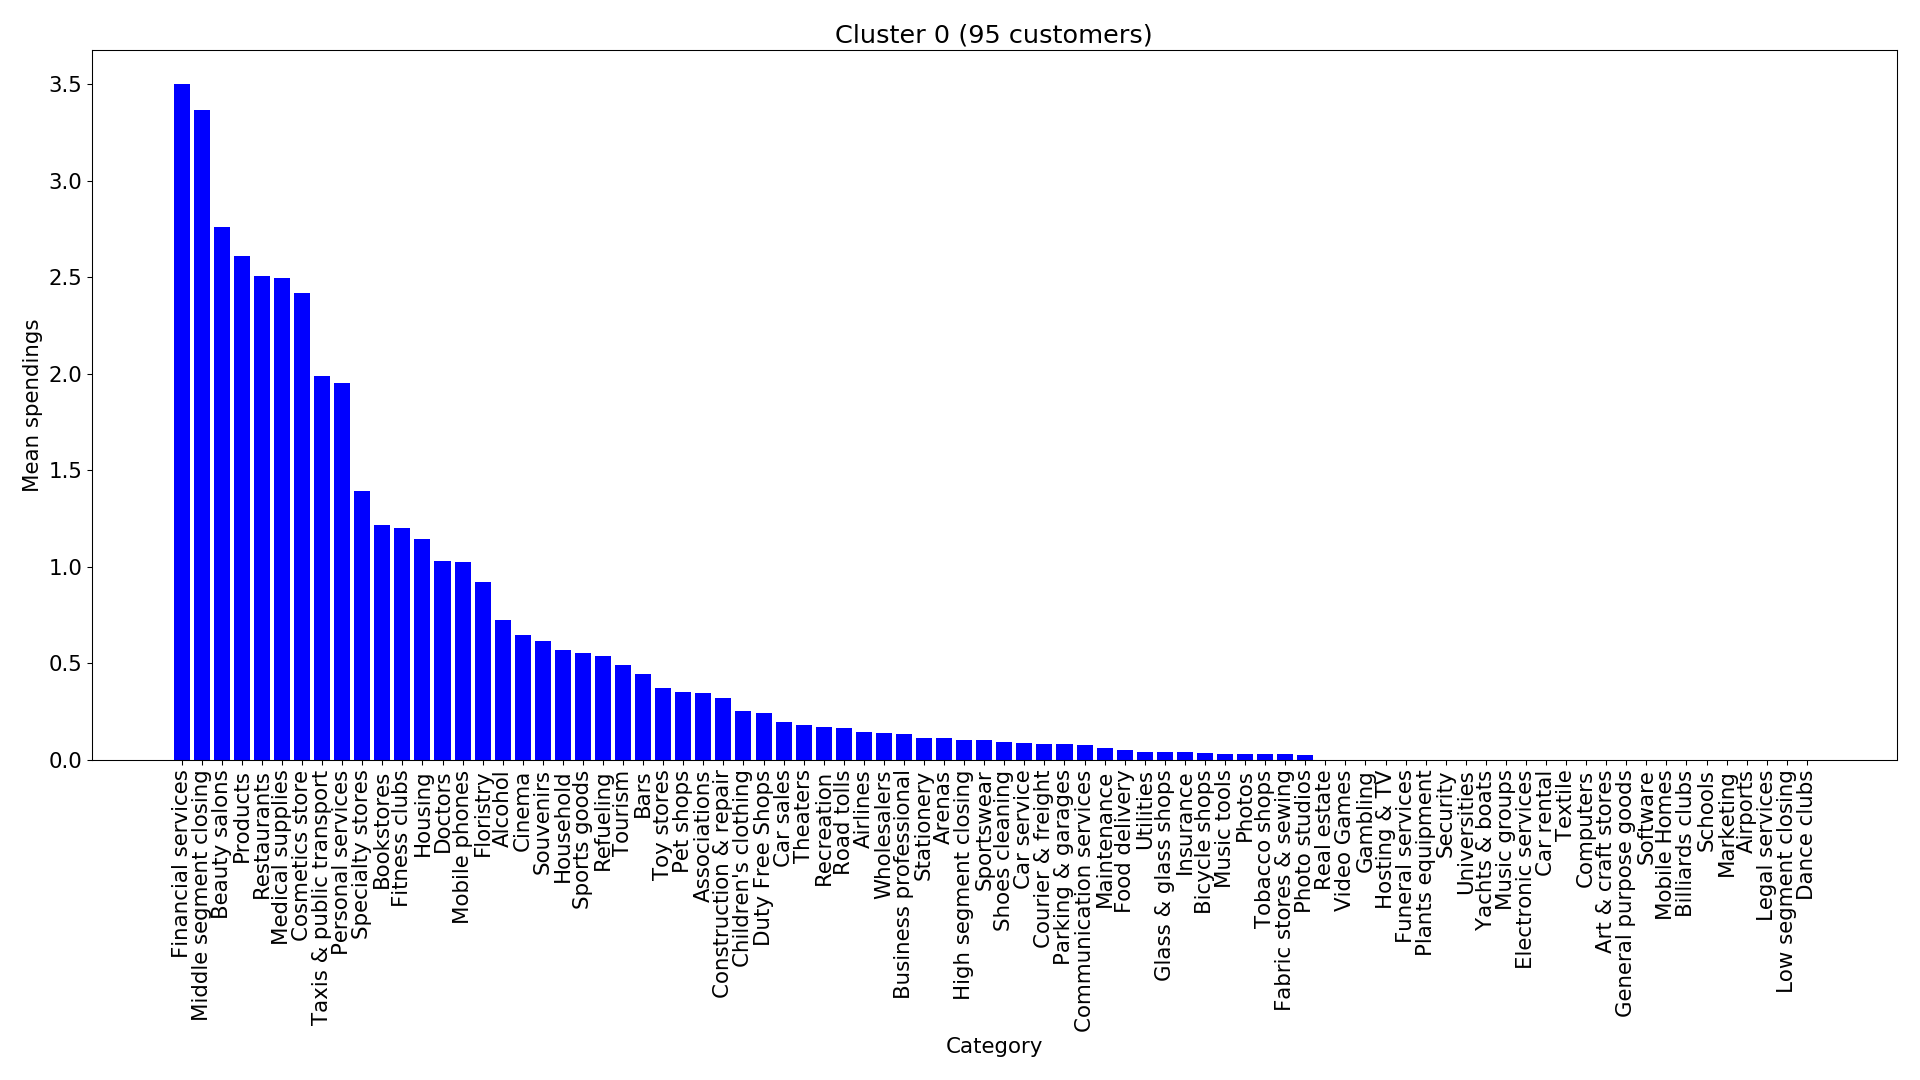 Cluster 0 (95 customers)
Mean spendings
3.5
3.0
2.5
2.0
1.5
1.0
0.5
0.0
Financial services
Middle segment closing
Beauty salons
Products
Restaurants
Medical supplies
Cosmetics store
Taxis & public transport
Personal services
Specialty stores
Bookstores
Fitness clubs
Housing
Doctors
Mobile phones
Floristry
Alcohol
Cinema
Souvenirs
Household
Sports goods
Refueling
Tourism
Bars
Toy stores
Pet shops
Associations
Construction & repair
Children's clothing
Duty Free Shops
Car sales
Theaters
Recreation
Road tolls
Airlines
Wholesalers
Business professional
Stationery
Arenas
High segment closing
Sportswear
Shoes cleaning
Car service
Courier & freight
Parking & garages
Communication services
Maintenance
Food delivery
Utilities
Glass & glass shops
Insurance
Bicycle shops
Music tools
Photos
Tobacco shops
Fabric stores & sewing
Photo studios
Real estate
Video Games
Gambling
Hosting & TV
Funeral services
Plants equipment
Security
Universities
Yachts & boats
Music groups
Electronic services
Car rental
Textile
Computers
Art & craft stores
General purpose goods
Software
Mobile Homes
Billiards clubs
Schools
Marketing
Airports
Legal services
Low segment closing
Dance clubs
Category